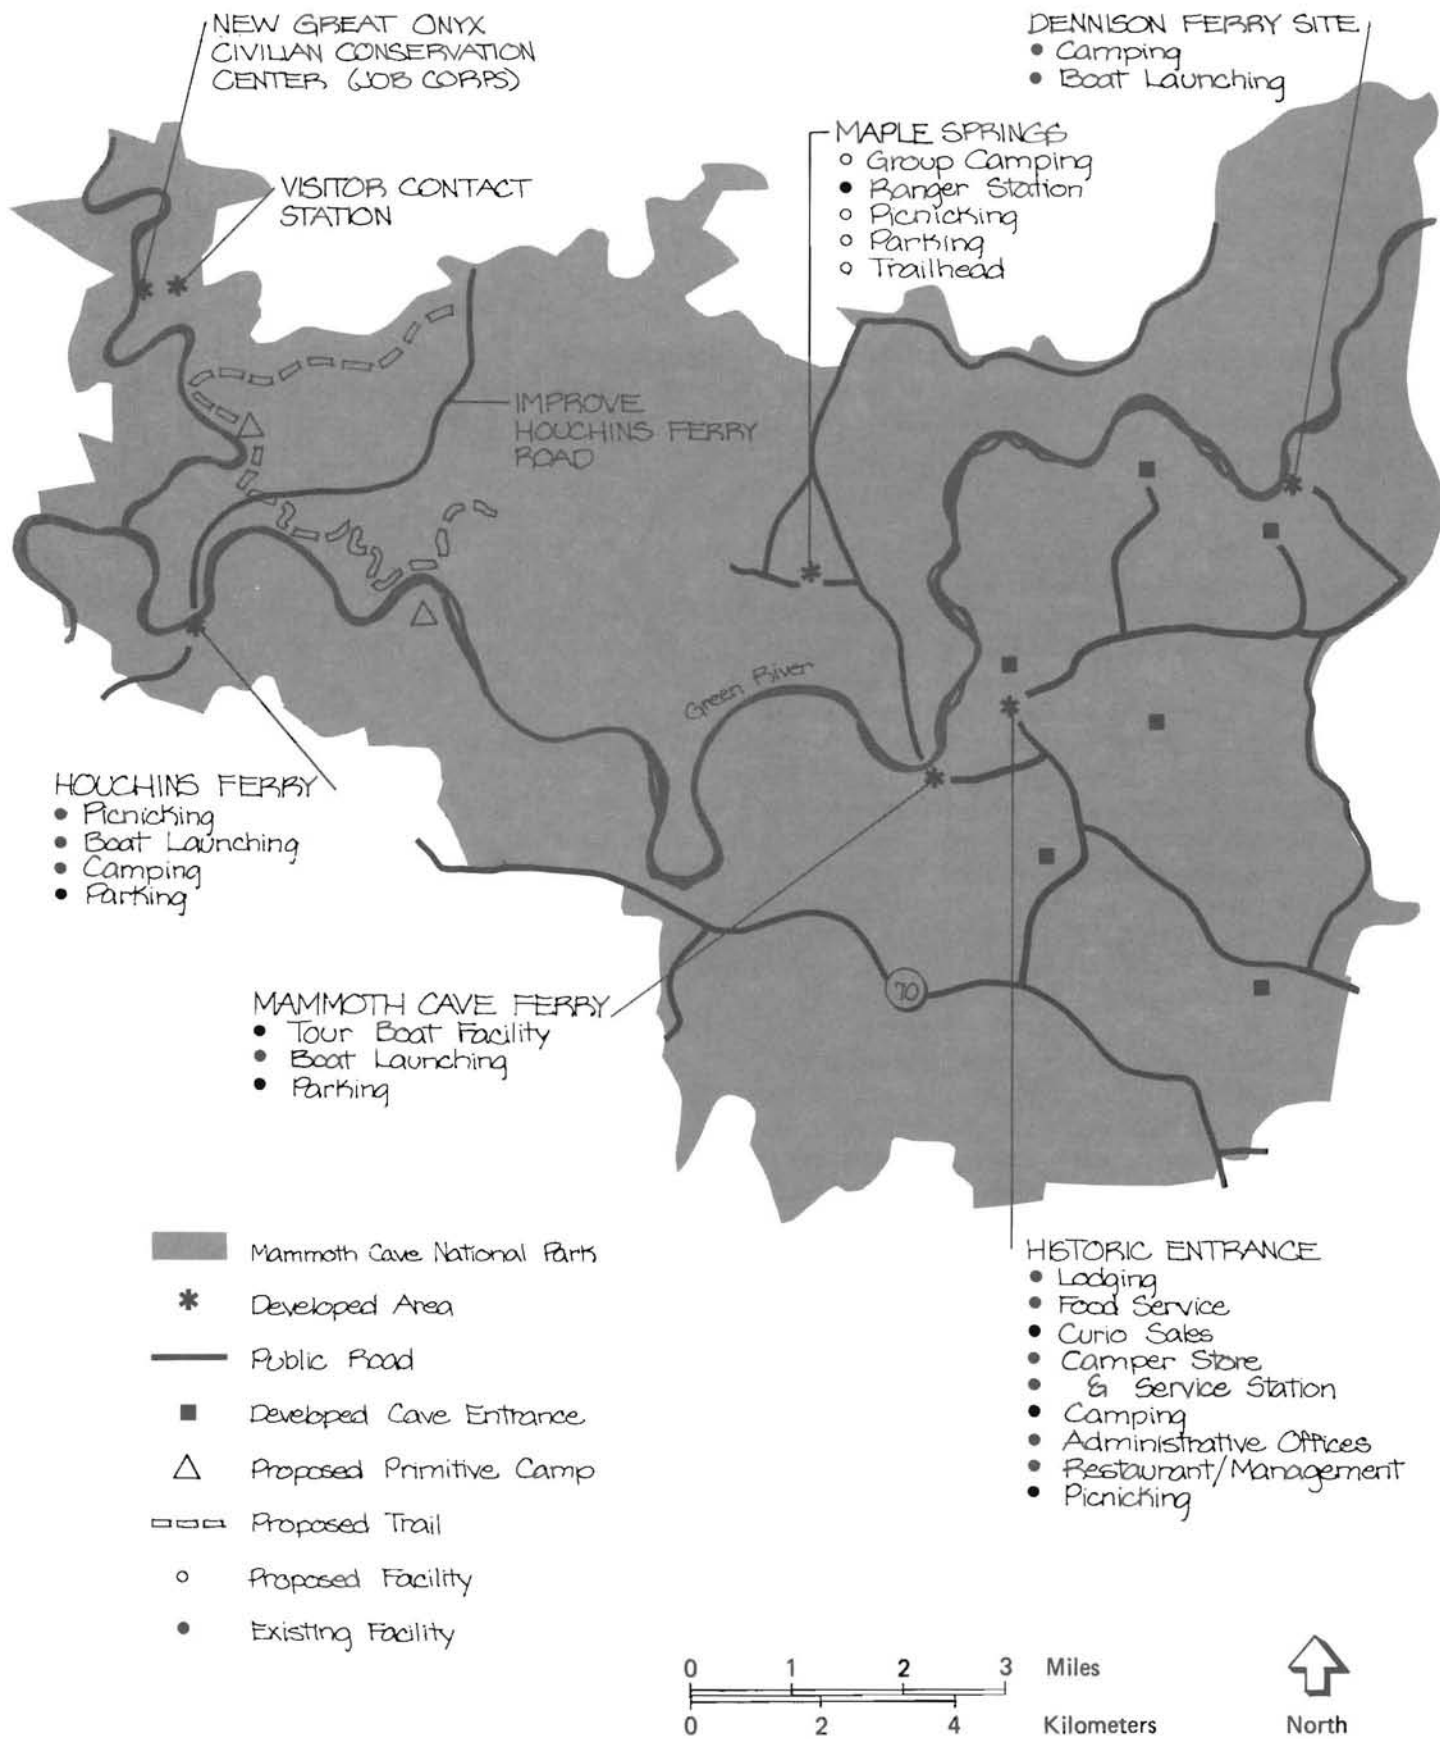 NEW GREAT ONYX
CIVILIAN CONSERVATION
CENTER (JOB CORPS)
DENNISON FERRY SITE
• Camping
• Boat Launching
MAPLE SPRINGS
○ Group Camping
• Ranger Station
○ Picnicking
○ Parking
○ Trailhead
VISITOR CONTACT
STATION
IMPROVE
HOUCHINS FERRY
ROAD
Green River
HOUCHINS FERRY
• Picnicking
• Boat Launching
• Camping
• Parking
MAMMOTH CAVE FERRY
• Tour Boat Facility
• Boat Launching
• Parking
70
HISTORIC ENTRANCE
• Lodging
• Food Service
• Curio Sales
• Camper Store
• & Service Station
• Camping
• Administrative Offices
• Restaurant/Management
• Picnicking
Mammoth Cave National Park
Developed Area
Public Road
Developed Cave Entrance
Proposed Primitive Camp
Proposed Trail
Proposed Facility
Existing Facility
0 1 2 3 Miles
0 2 4 Kilometers
North